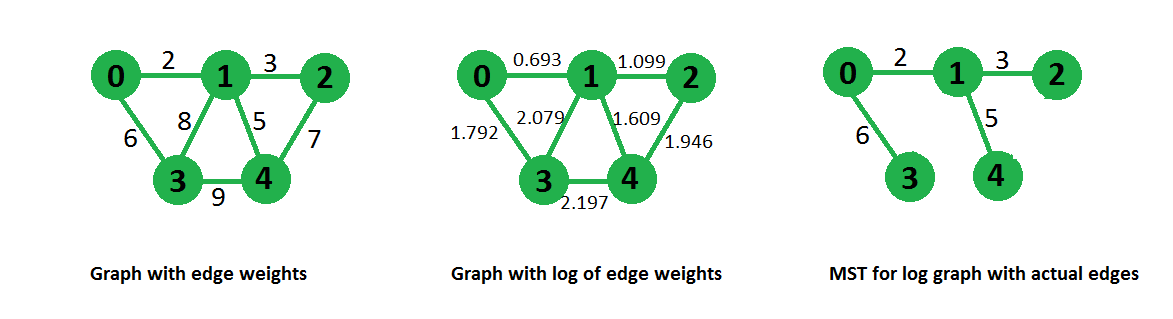 2 3
0 1 2
6 8 5 7
3 4
9
Graph with edge weights
0.693 1.099
0 1 2
1.792 2.079 1.609 1.946
3 4
2.197
Graph with log of edge weights
2 3
0 1 2
6 5
3 4
MST for log graph with actual edges